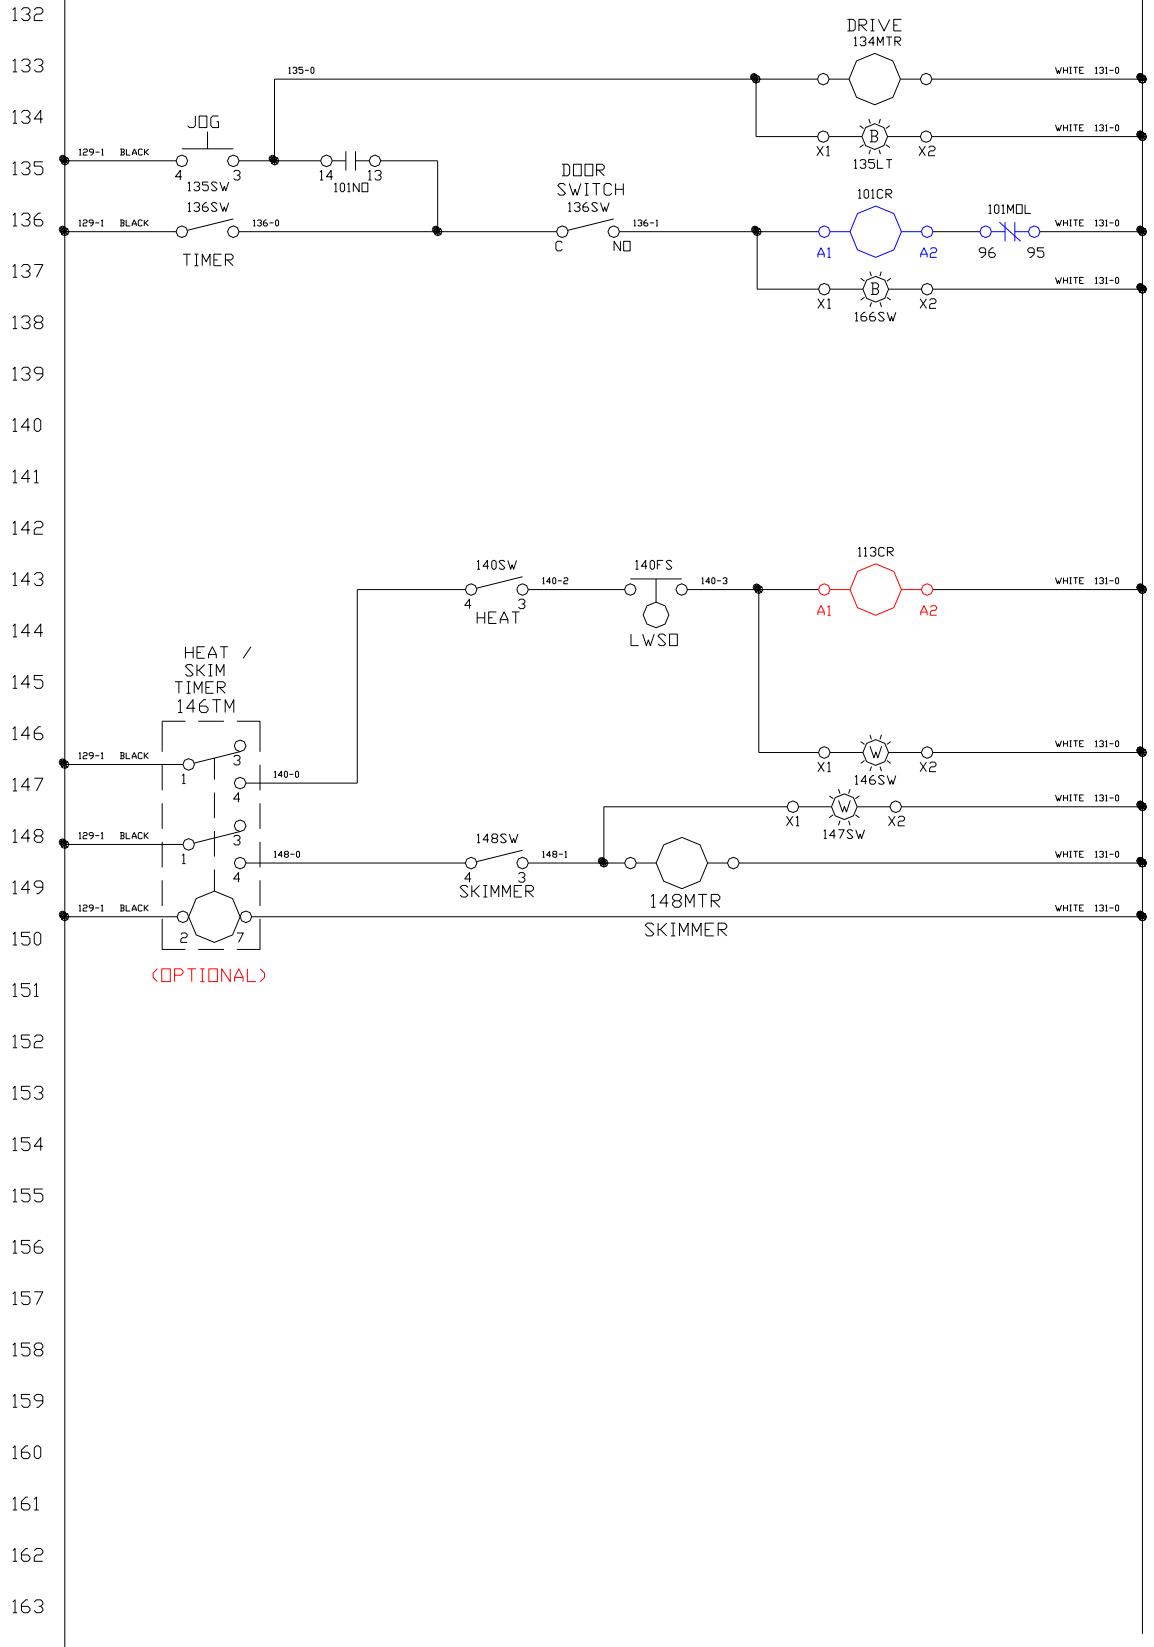 132
DRIVE
134MTR
133
135-0
WHITE 131-0
134
JOG
WHITE 131-0
B
X1
X2
135LT
129-1 BLACK
135
4
3
14
13
135SW
101NO
DOOR
SWITCH
136SW
101CR
136SW
101MOL
136
129-1 BLACK
136-0
136-1
WHITE 131-0
C
NO
A1
A2
96
95
TIMER
137
WHITE 131-0
B
X1
X2
166SW
138
139
140
141
142
113CR
140SW
140FS
143
140-2
140-3
WHITE 131-0
4
3
A1
A2
HEAT
144
LWSO
HEAT /
SKIM
TIMER
146TM
145
146
WHITE 131-0
129-1 BLACK
3
W
X1
X2
1
146SW
147
140-0
4
WHITE 131-0
W
X1
X2
147SW
148
129-1 BLACK
3
1
148SW
148-0
148-1
WHITE 131-0
4
4
3
149
SKIMMER
148MTR
129-1 BLACK
WHITE 131-0
SKIMMER
150
2
7
(OPTIONAL)
151
152
153
154
155
156
157
158
159
160
161
162
163